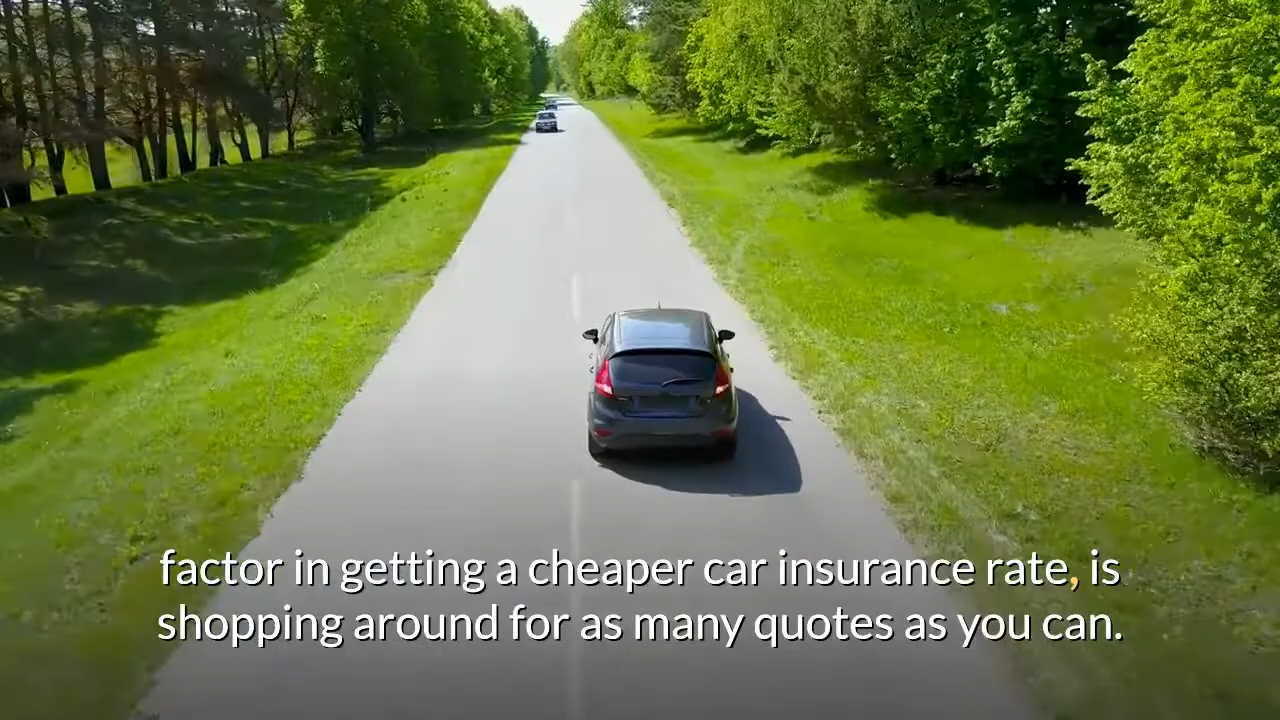 factor in getting a cheaper car insurance rate, is
shopping around for as many quotes as you can.